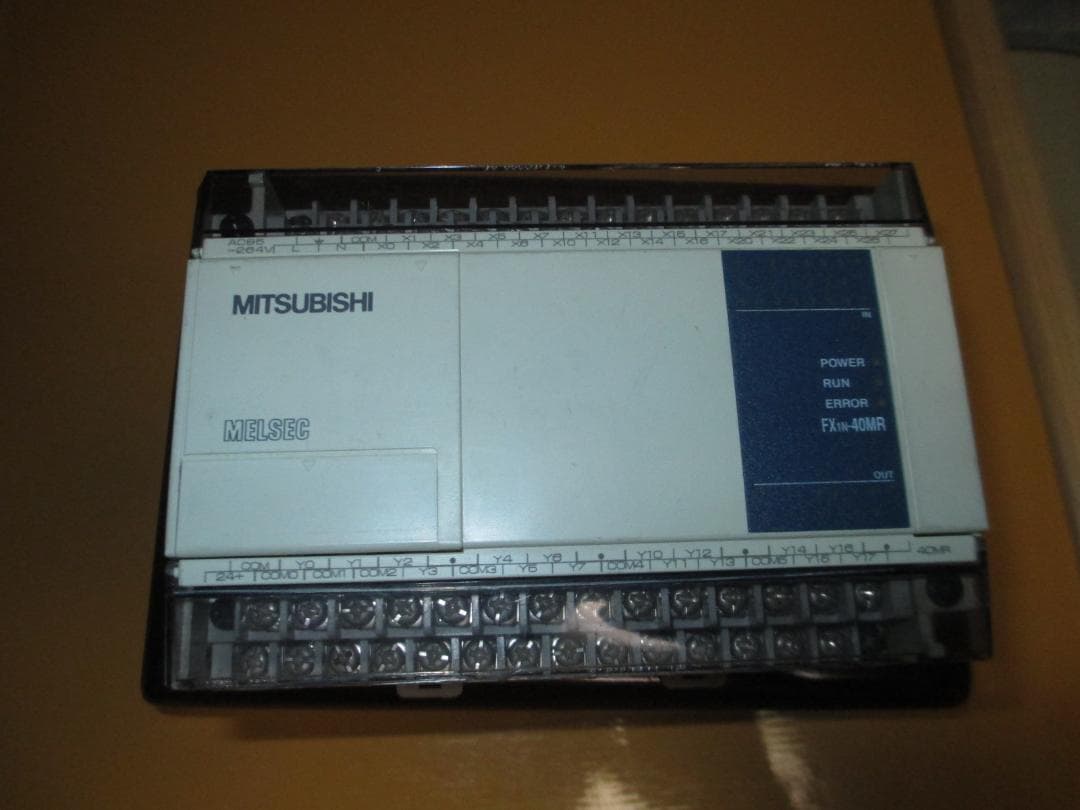 AC85 L ⏚ COM X1 X3 X5 X7 X11 X13 X15 X17 X21 X23 X25 X27
~264V N X0 X2 X4 X6 X10 X12 X14 X16 X20 X22 X24 X26
MITSUBISHI
IN
POWER
RUN
ERROR
MELSEC
FX1N-40MR
OUT
COM Y0 Y1 Y2 • Y4 Y6 • Y10 Y12 • Y14 Y16 • 40MR
24+ COM0 COM1 COM2 Y3 COM3 Y5 Y7 COM4 Y11 Y13 COM5 Y15 Y17